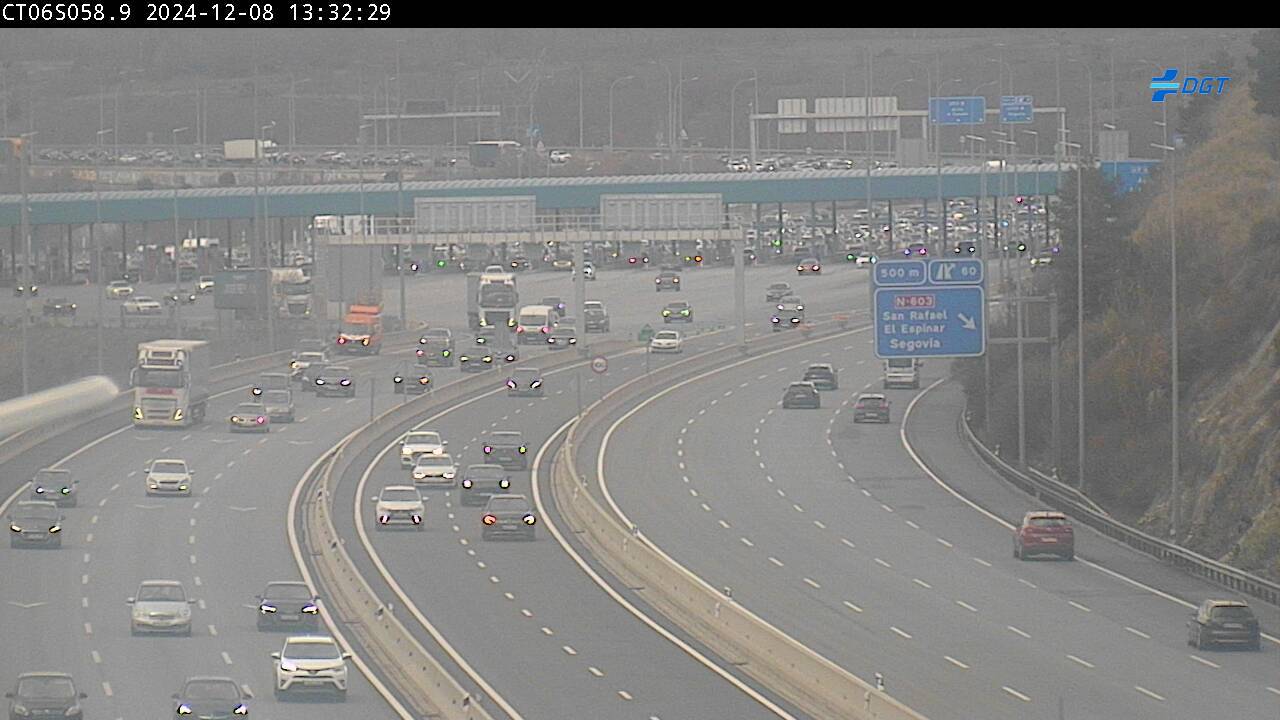 CT06S058.9 2024-12-08 13:32:29
DGT
500 m 60
N-603
San Rafael
El Espinar
Segovia